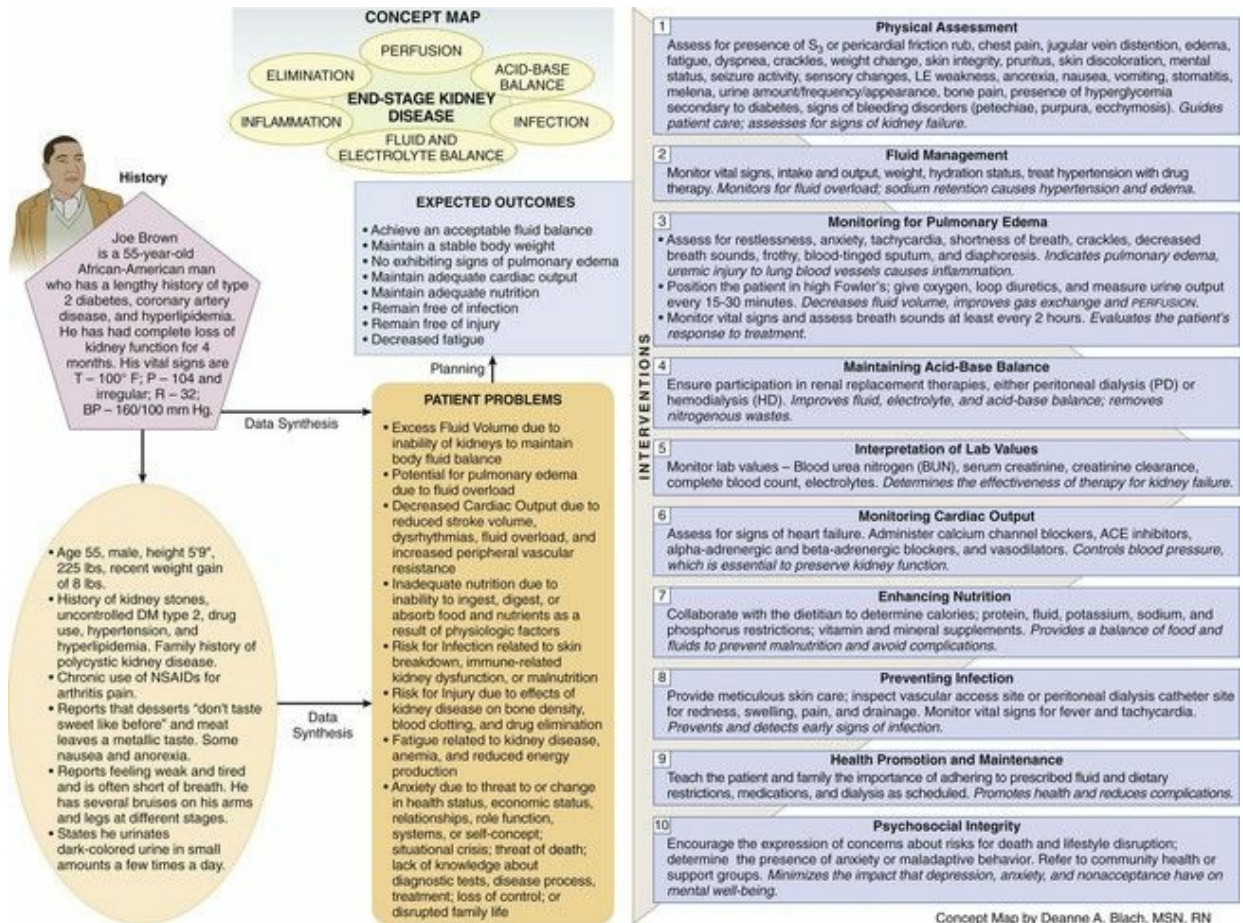 CONCEPT MAP
PERFUSION
ELIMINATION
ACID-BASE
BALANCE
END-STAGE KIDNEY
DISEASE
INFLAMMATION
INFECTION
FLUID AND
ELECTROLYTE BALANCE
History
Joe Brown
is a 55-year-old
African-American man
who has a lengthy history of type
2 diabetes, coronary artery
disease, and hyperlipidemia.
He has had complete loss of
kidney function for 4
months. His vital signs are
T – 100° F; P – 104 and
irregular; R – 32;
BP – 160/100 mm Hg.
Data Synthesis
• Age 55, male, height 5'9",
225 lbs, recent weight gain
of 8 lbs.
• History of kidney stones,
uncontrolled DM type 2, drug
use, hypertension, and
hyperlipidemia. Family history of
polycystic kidney disease.
• Chronic use of NSAIDs for
arthritis pain.
• Reports that desserts "don't taste
sweet like before" and meat
leaves a metallic taste. Some
nausea and anorexia.
• Reports feeling weak and tired
and is often short of breath. He
has several bruises on his arms
and legs at different stages.
• States he urinates
dark-colored urine in small
amounts a few times a day.
Data
Synthesis
EXPECTED OUTCOMES
• Achieve an acceptable fluid balance
• Maintain a stable body weight
• No exhibiting signs of pulmonary edema
• Maintain adequate cardiac output
• Maintain adequate nutrition
• Remain free of infection
• Remain free of injury
• Decreased fatigue
Planning
PATIENT PROBLEMS
• Excess Fluid Volume due to
inability of kidneys to maintain
body fluid balance
• Potential for pulmonary edema
due to fluid overload
• Decreased Cardiac Output due to
reduced stroke volume,
dysrhythmias, fluid overload, and
increased peripheral vascular
resistance
• Inadequate nutrition due to
inability to ingest, digest, or
absorb food and nutrients as a
result of physiologic factors
• Risk for Infection related to skin
breakdown, immune-related
kidney dysfunction, or malnutrition
• Risk for Injury due to effects of
kidney disease on bone density,
blood clotting, and drug elimination
• Fatigue related to kidney disease,
anemia, and reduced energy
production
• Anxiety due to threat to or change
in health status, economic status,
relationships, role function,
systems, or self-concept;
situational crisis; threat of death;
lack of knowledge about
diagnostic tests, disease process,
treatment; loss of control; or
disrupted family life
INTERVENTIONS
1 Physical Assessment
Assess for presence of S3 or pericardial friction rub, chest pain, jugular vein distention, edema,
fatigue, dyspnea, crackles, weight change, skin integrity, pruritus, skin discoloration, mental
status, seizure activity, sensory changes, LE weakness, anorexia, nausea, vomiting, stomatitis,
melena, urine amount/frequency/appearance, bone pain, presence of hyperglycemia
secondary to diabetes, signs of bleeding disorders (petechiae, purpura, ecchymosis). Guides
patient care; assesses for signs of kidney failure.
2 Fluid Management
Monitor vital signs, intake and output, weight, hydration status, treat hypertension with drug
therapy. Monitors for fluid overload; sodium retention causes hypertension and edema.
3 Monitoring for Pulmonary Edema
• Assess for restlessness, anxiety, tachycardia, shortness of breath, crackles, decreased
breath sounds, frothy, blood-tinged sputum, and diaphoresis. Indicates pulmonary edema,
uremic injury to lung blood vessels causes inflammation.
• Position the patient in high Fowler's; give oxygen, loop diuretics, and measure urine output
every 15-30 minutes. Decreases fluid volume, improves gas exchange and PERFUSION.
• Monitor vital signs and assess breath sounds at least every 2 hours. Evaluates the patient's
response to treatment.
4 Maintaining Acid-Base Balance
Ensure participation in renal replacement therapies, either peritoneal dialysis (PD) or
hemodialysis (HD). Improves fluid, electrolyte, and acid-base balance; removes
nitrogenous wastes.
5 Interpretation of Lab Values
Monitor lab values – Blood urea nitrogen (BUN), serum creatinine, creatinine clearance,
complete blood count, electrolytes. Determines the effectiveness of therapy for kidney failure.
6 Monitoring Cardiac Output
Assess for signs of heart failure. Administer calcium channel blockers, ACE inhibitors,
alpha-adrenergic and beta-adrenergic blockers, and vasodilators. Controls blood pressure,
which is essential to preserve kidney function.
7 Enhancing Nutrition
Collaborate with the dietitian to determine calories; protein, fluid, potassium, sodium, and
phosphorus restrictions; vitamin and mineral supplements. Provides a balance of food and
fluids to prevent malnutrition and avoid complications.
8 Preventing Infection
Provide meticulous skin care; inspect vascular access site or peritoneal dialysis catheter site
for redness, swelling, pain, and drainage. Monitor vital signs for fever and tachycardia.
Prevents and detects early signs of infection.
9 Health Promotion and Maintenance
Teach the patient and family the importance of adhering to prescribed fluid and dietary
restrictions, medications, and dialysis as scheduled. Promotes health and reduces complications.
10 Psychosocial Integrity
Encourage the expression of concerns about risks for death and lifestyle disruption;
determine the presence of anxiety or maladaptive behavior. Refer to community health or
support groups. Minimizes the impact that depression, anxiety, and nonacceptance have on
mental well-being.
Concept Map by Deanne A. Blach, MSN, RN